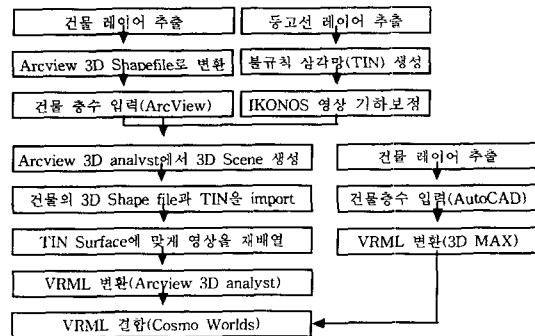 건물 레이어 추출
등고선 레이어 추출
Arcview 3D Shapefile로 변환
불규칙 삼각망(TIN) 생성
건물 층수 입력(ArcView)
IKONOS 영상 기하보정
Arcview 3D analyst에서 3D Scene 생성
건물 레이어 추출
건물의 3D Shape file과 TIN을 import
건물층수 입력(AutoCAD)
TIN Surface에 맞게 영상을 재배열
VRML 변환(3D MAX)
VRML 변환(Arcview 3D analyst)
VRML 결합(Cosmo Worlds)